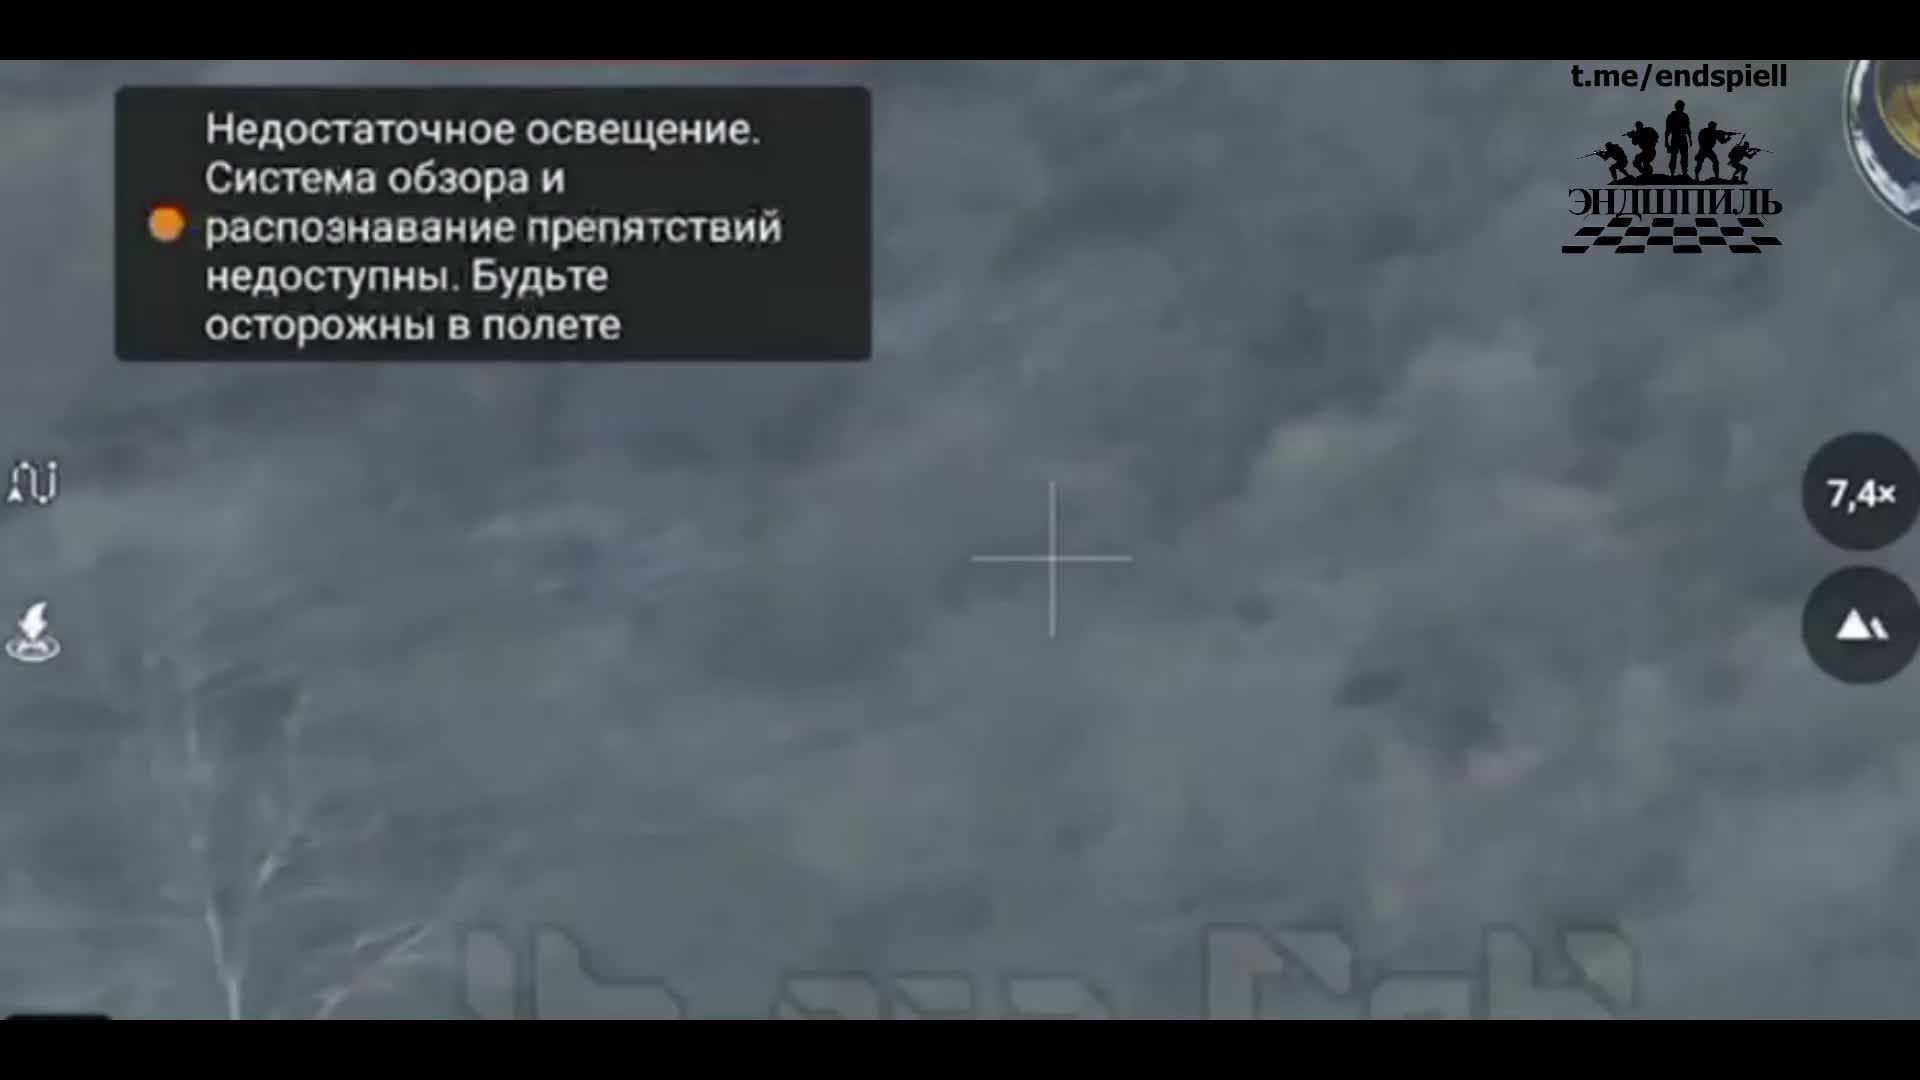 t.me/endspiell
Недостаточное освещение.
Система обзора и
распознавание препятствий
недоступны. Будьте
осторожны в полете
ЭНДШПИЛЬ
7,4×